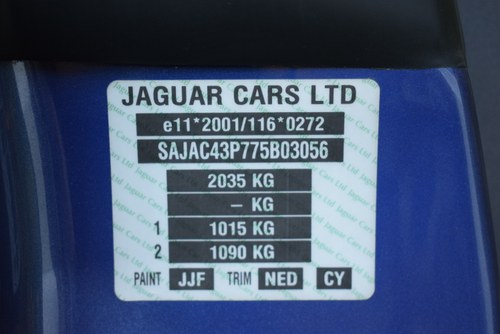 JAGUAR CARS LTD
e11*2001/116*0272
SAJAC43P775B03056
2035 KG
– KG
1 1015 KG
2 1090 KG
PAINT JJF TRIM NED CY